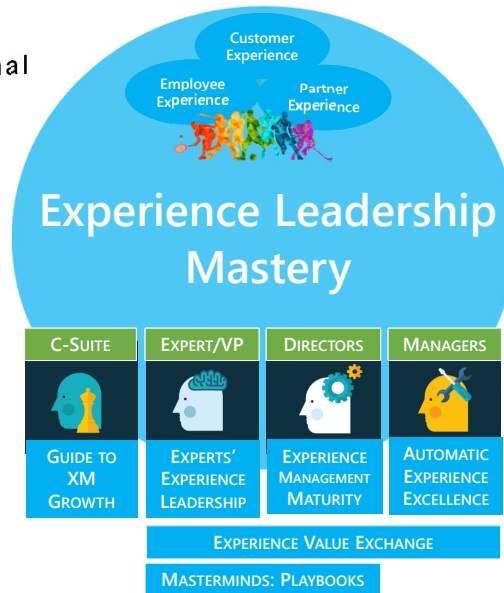 nal
Customer
Experience
Employee
Experience
Partner
Experience
Experience Leadership
Mastery
C-SUITE
EXPERT/VP
DIRECTORS
MANAGERS
GUIDE TO
XM
GROWTH
EXPERTS'
EXPERIENCE
LEADERSHIP
EXPERIENCE
MANAGEMENT
MATURITY
AUTOMATIC
EXPERIENCE
EXCELLENCE
EXPERIENCE VALUE EXCHANGE
MASTERMINDS: PLAYBOOKS